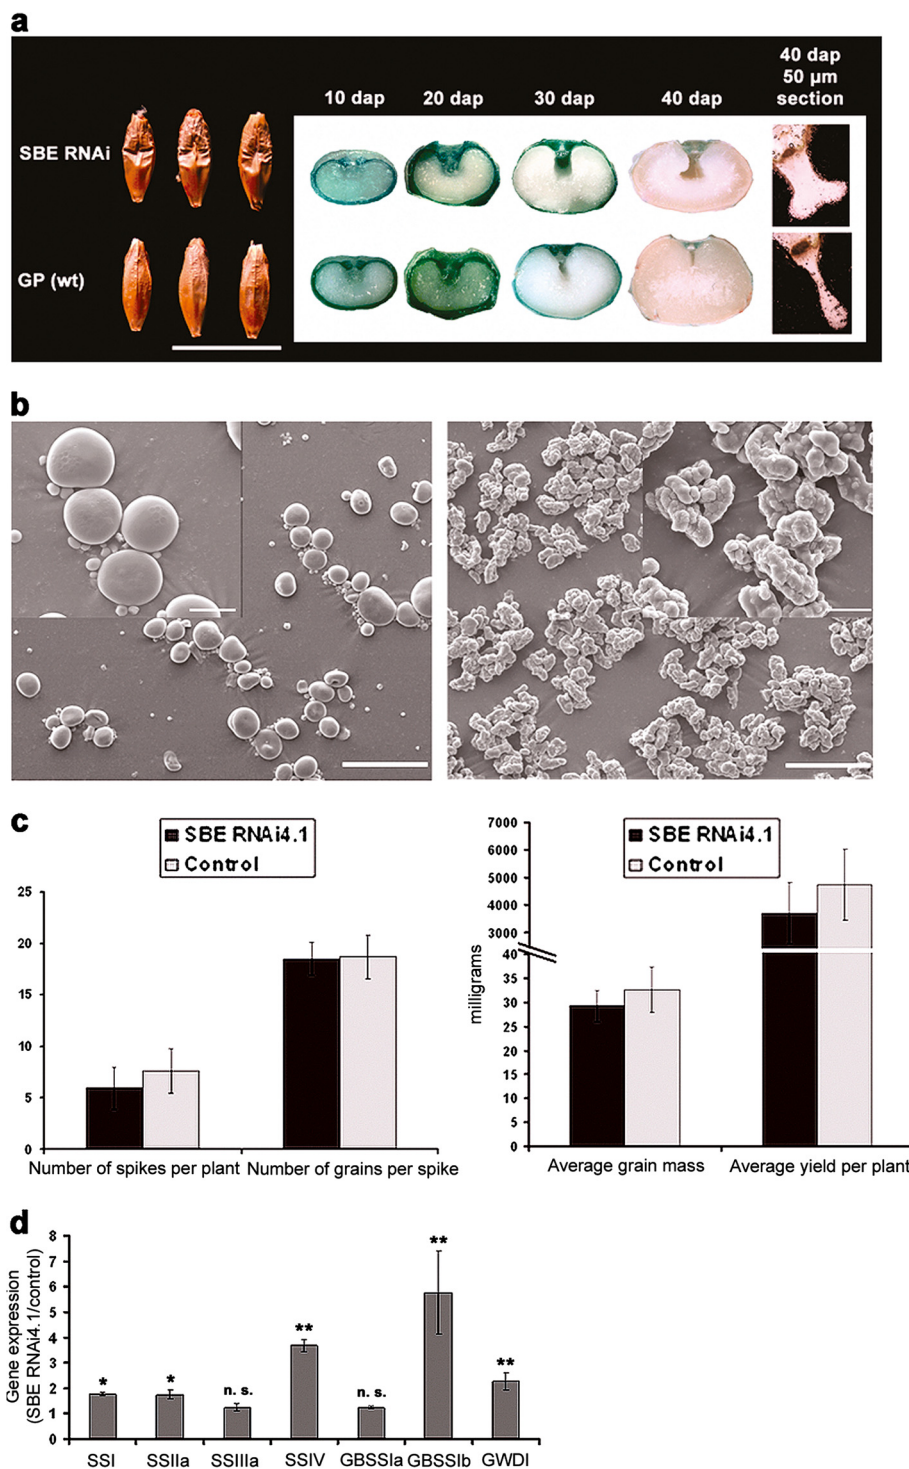 a
40 dap
50 µm
section
10 dap 20 dap 30 dap 40 dap
SBE RNAi
GP (wt)
b
c
SBE RNAi4.1
Control
25
20
15
10
5
0
Number of spikes per plant Number of grains per spike
SBE RNAi4.1
Control
milligrams
7000
6000
5000
4000
3000
40
35
30
25
20
15
10
5
0
Average grain mass Average yield per plant
d
Gene expression
(SBE RNAi4.1/control)
8
7
6
5
4
3
2
1
0
* * n. s. ** n. s. ** **
SSI SSIIa SSIIIa SSIV GBSSIa GBSSIb GWDI